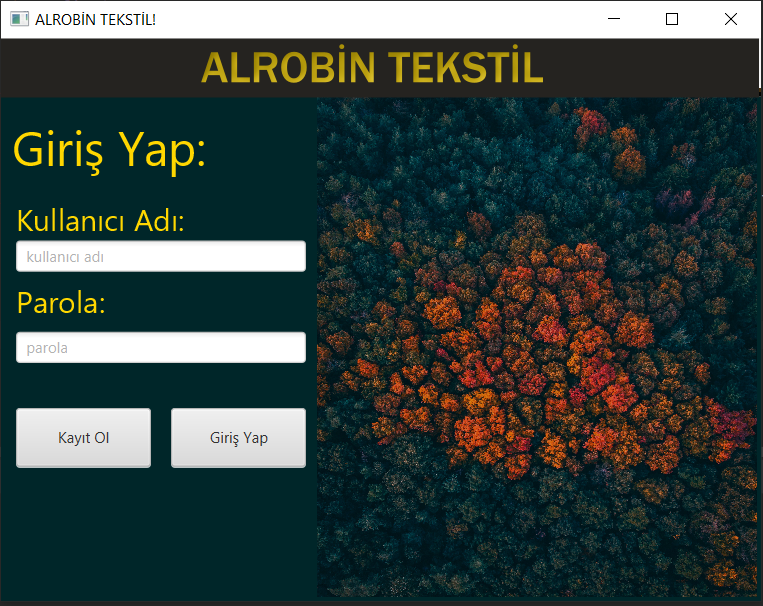 ALROBİN TEKSTİL!
ALROBİN TEKSTİL
Giriş Yap:
Kullanıcı Adı:
kullanıcı adı
Parola:
parola
Kayıt Ol
Giriş Yap